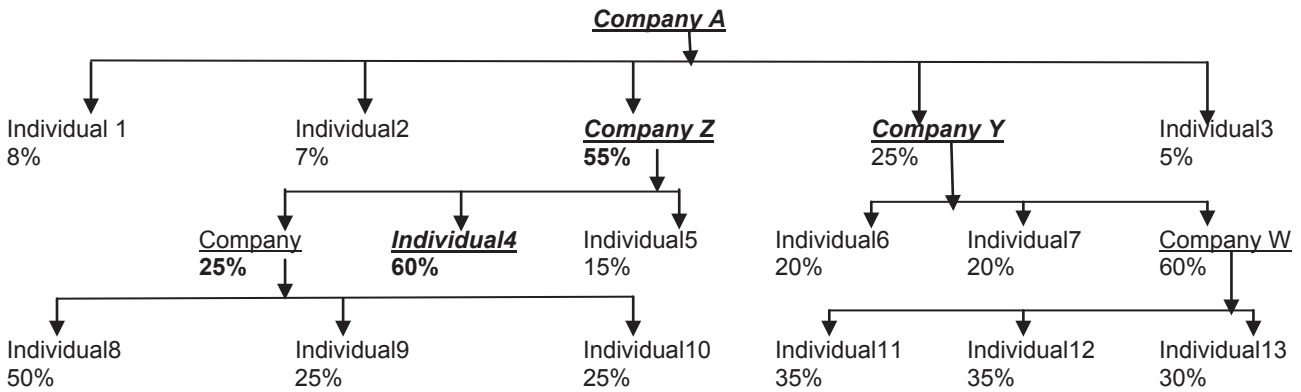 Company A
Individual 1 Individual2 Company Z Company Y Individual3
8% 7% 55% 25% 5%
Company Individual4 Individual5 Individual6 Individual7 Company W
25% 60% 15% 20% 20% 60%
Individual8 Individual9 Individual10 Individual11 Individual12 Individual13
50% 25% 25% 35% 35% 30%